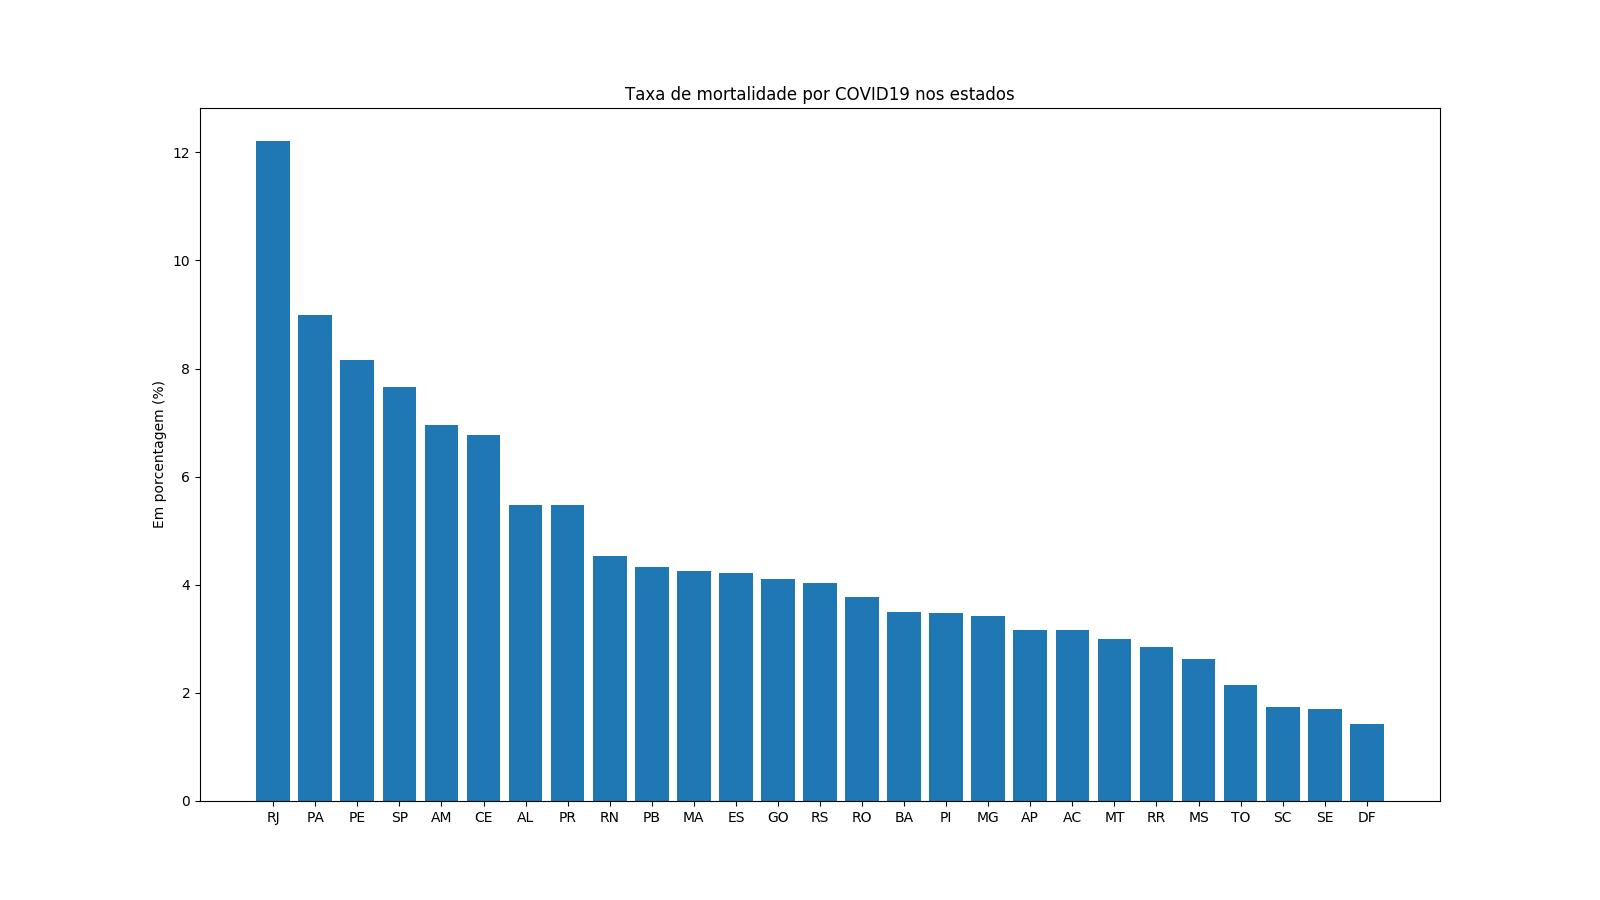 Taxa de mortalidade por COVID19 nos estados
Em porcentagem (%)
12
10
8
6
4
2
0
RJ PA PE SP AM CE AL PR RN PB MA ES GO RS RO BA PI MG AP AC MT RR MS TO SC SE DF